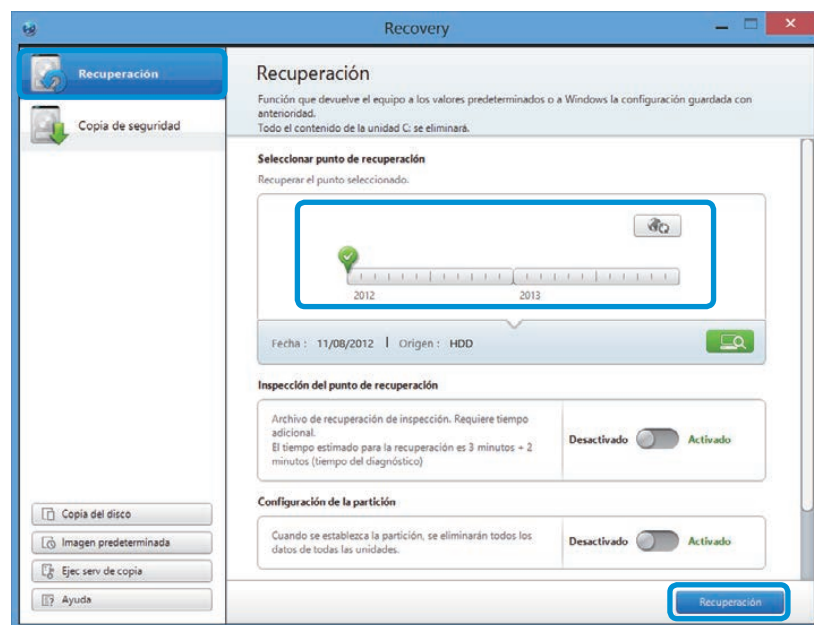 Recovery
Recuperación
Copia de seguridad
Copia del disco
Imagen predeterminada
Ejec serv de copia
Ayuda
Recuperación
Función que devuelve el equipo a los valores predeterminados o a Windows la configuración guardada con
anterioridad.
Todo el contenido de la unidad C: se eliminará.
Seleccionar punto de recuperación
Recuperar el punto seleccionado.
2012 2013
Fecha : 11/08/2012 | Origen : HDD
Inspección del punto de recuperación
Archivo de recuperación de inspección. Requiere tiempo
adicional.
El tiempo estimado para la recuperación es 3 minutos + 2
minutos (tiempo del diagnóstico)
Desactivado Activado
Configuración de la partición
Cuando se establezca la partición, se eliminarán todos los
datos de todas las unidades.
Desactivado Activado
Recuperación